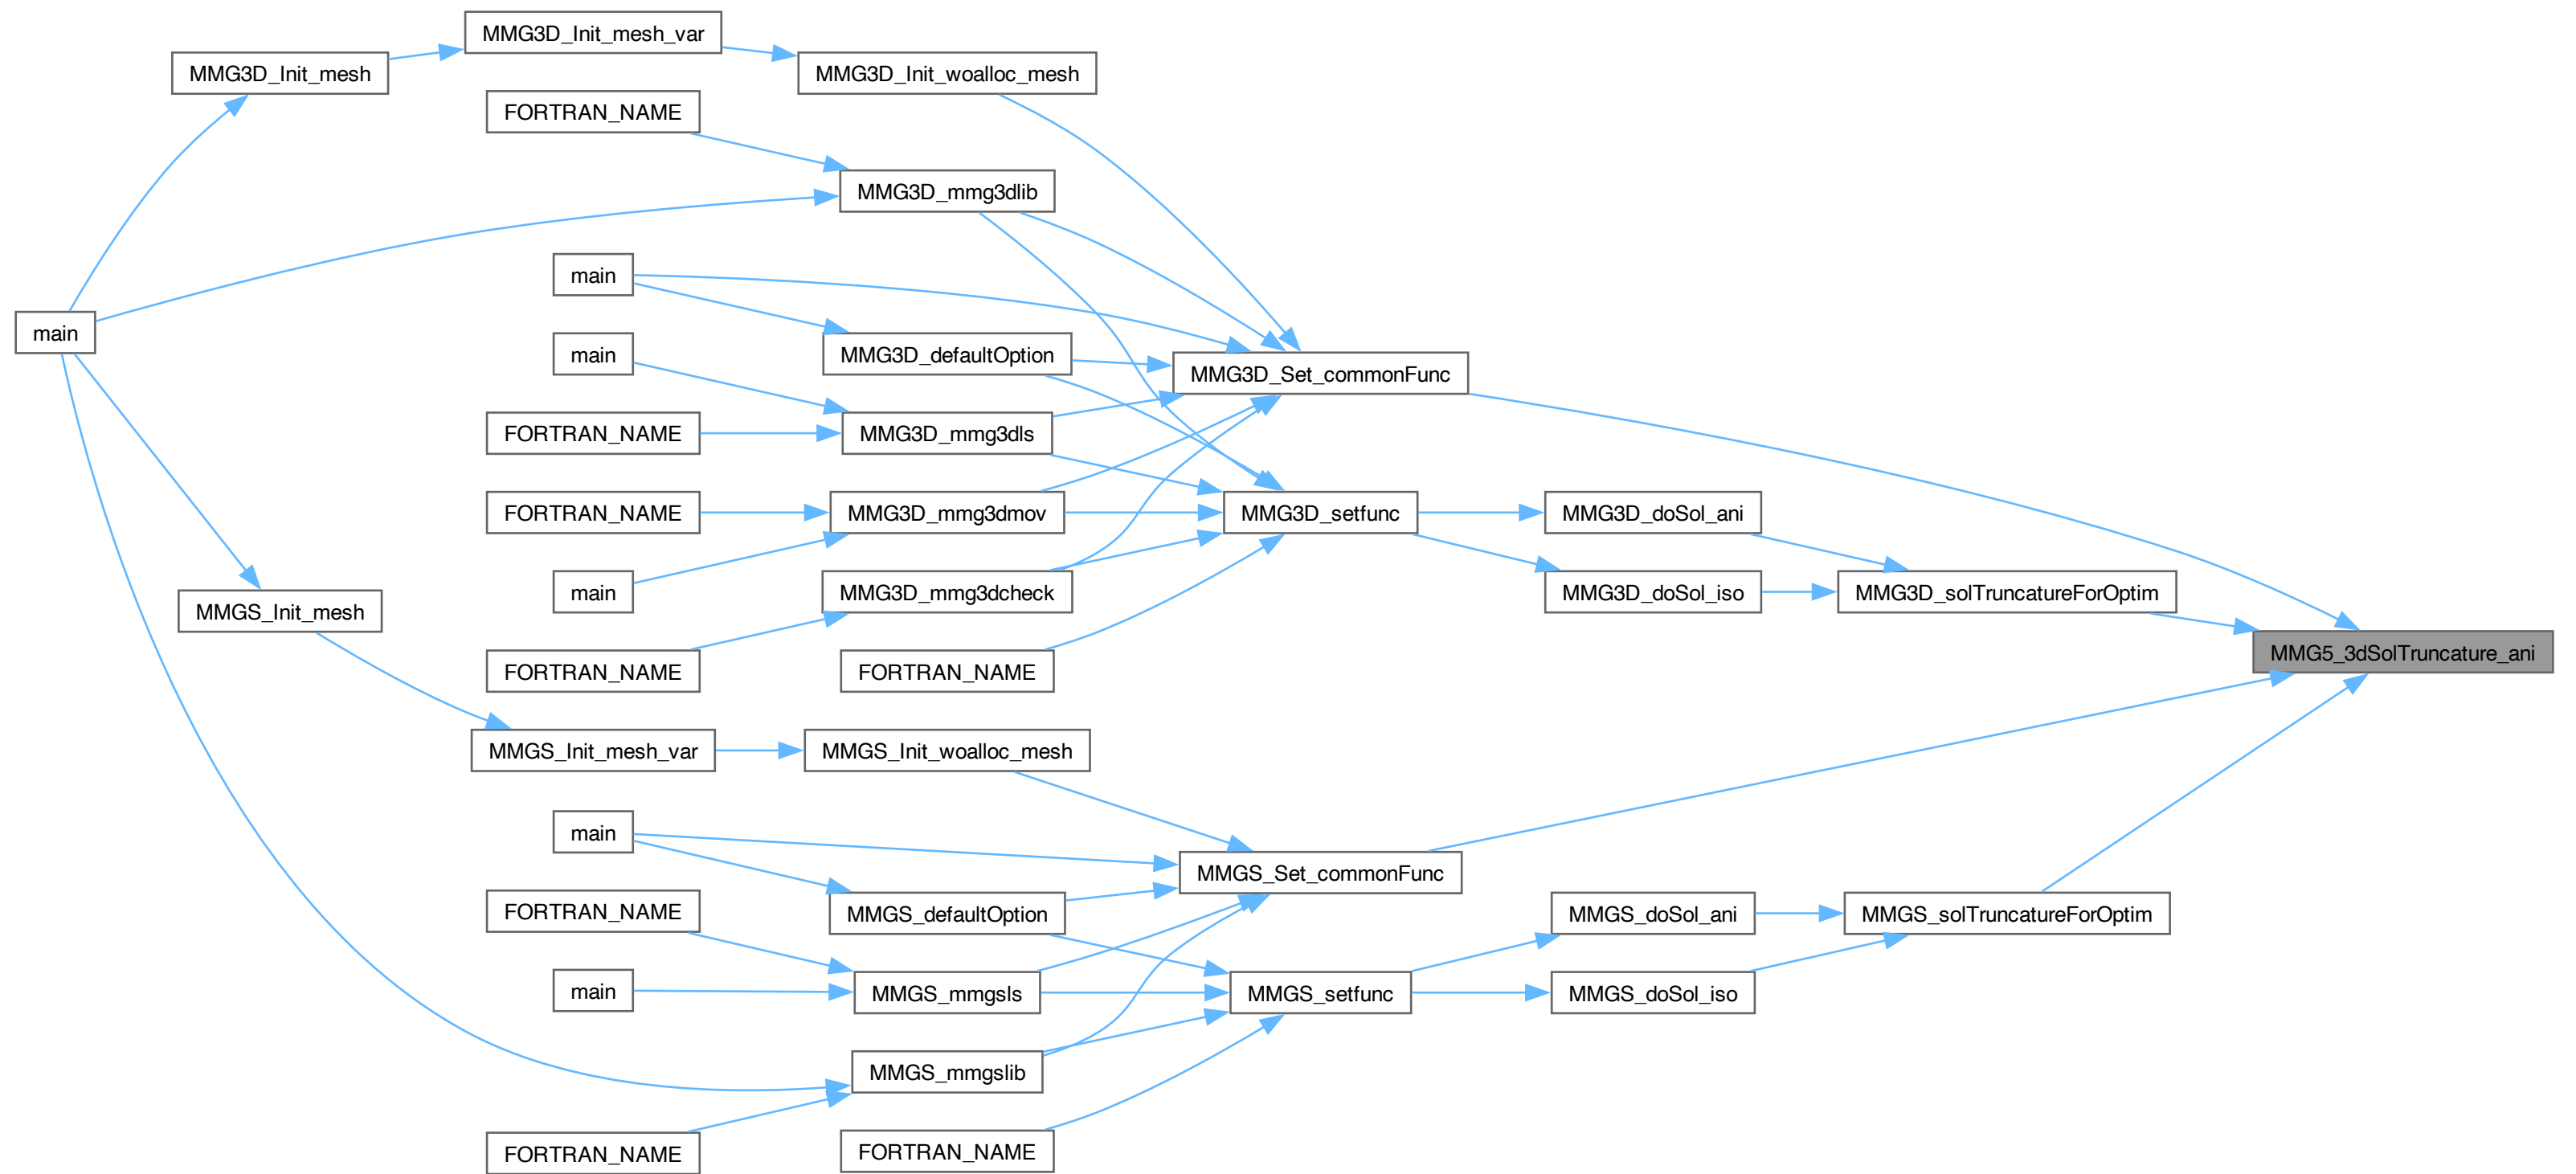 MMG3D_Init_mesh_var
MMG3D_Init_mesh
MMG3D_Init_woalloc_mesh
FORTRAN_NAME
MMG3D_mmg3dlib
main
main
main
MMG3D_defaultOption
MMG3D_Set_commonFunc
FORTRAN_NAME
MMG3D_mmg3dls
FORTRAN_NAME
MMG3D_mmg3dmov
MMG3D_setfunc
MMG3D_doSol_ani
main
MMG3D_mmg3dcheck
MMG3D_doSol_iso
MMG3D_solTruncatureForOptim
MMGS_Init_mesh
FORTRAN_NAME
FORTRAN_NAME
MMG5_3dSolTruncature_ani
MMGS_Init_mesh_var
MMGS_Init_woalloc_mesh
main
MMGS_Set_commonFunc
FORTRAN_NAME
MMGS_defaultOption
MMGS_doSol_ani
MMGS_solTruncatureForOptim
main
MMGS_mmgsls
MMGS_setfunc
MMGS_doSol_iso
MMGS_mmgslib
FORTRAN_NAME
FORTRAN_NAME